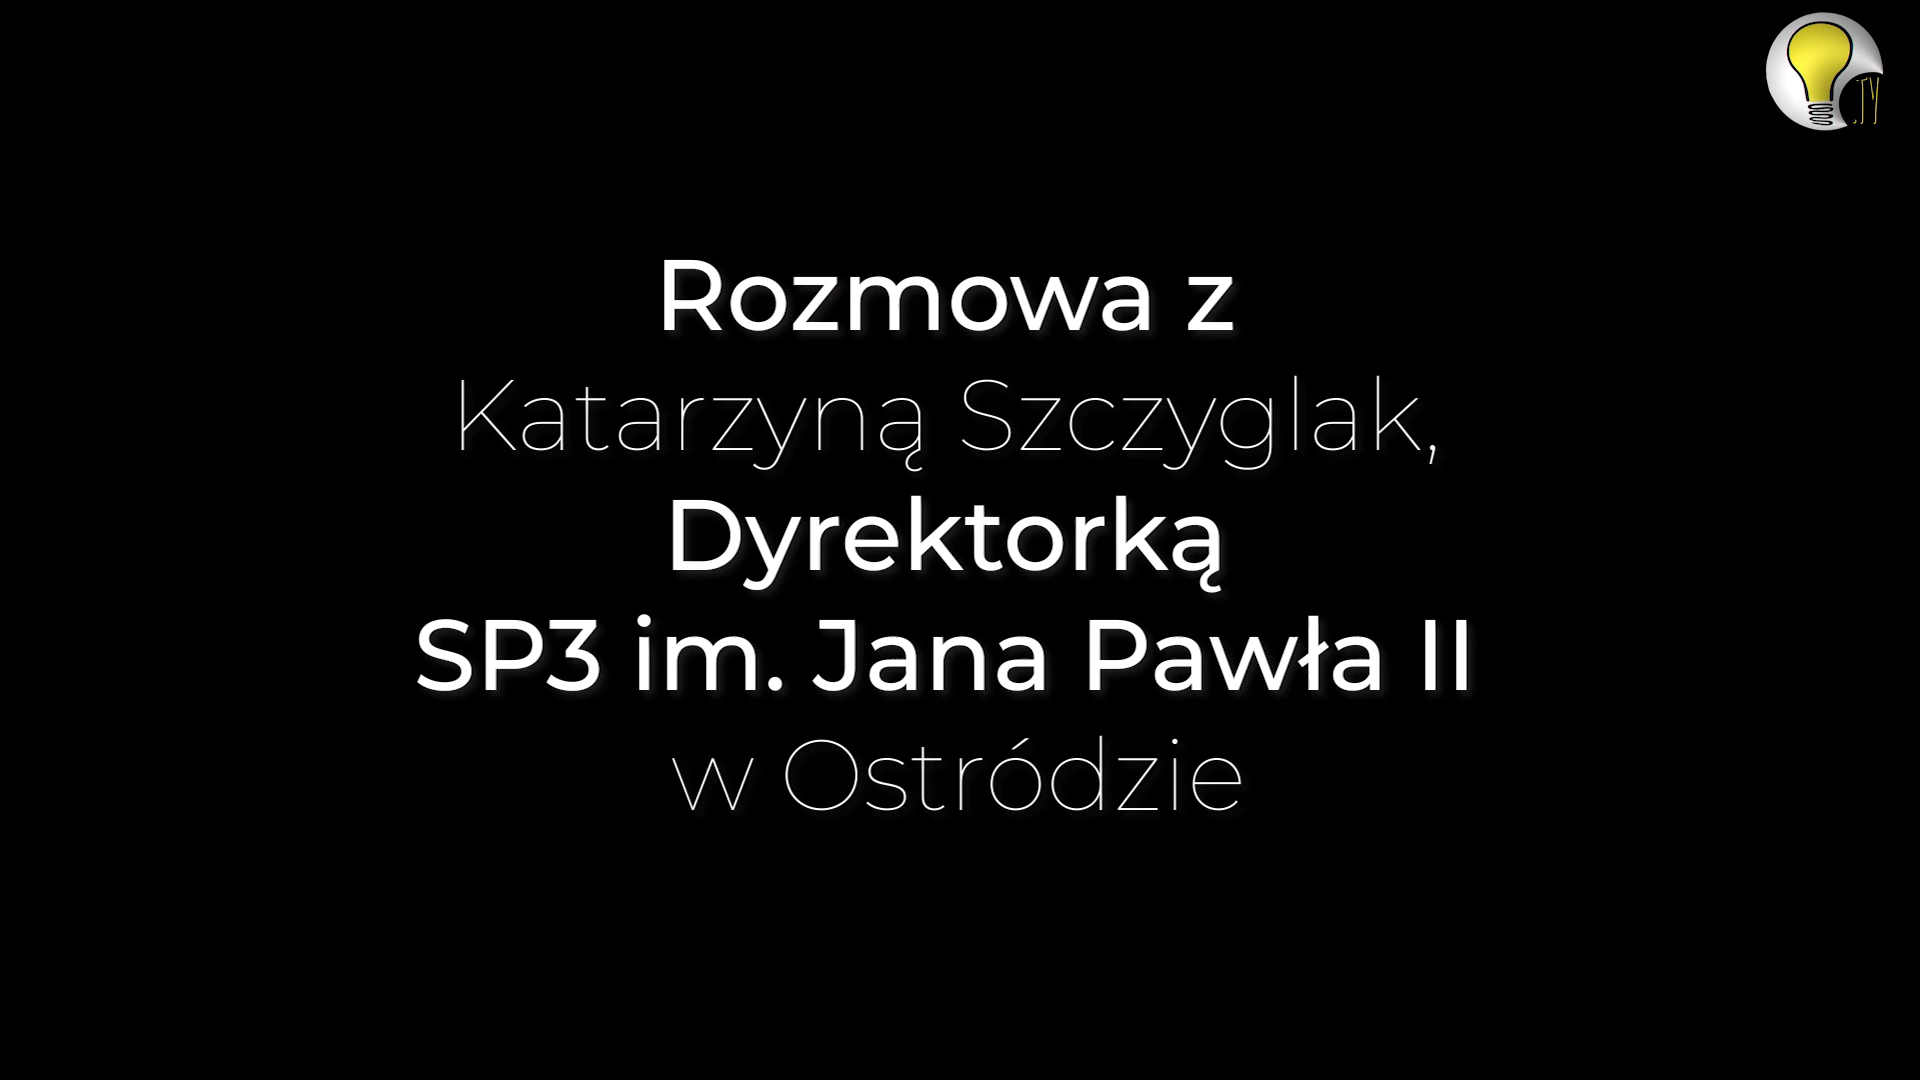 Rozmowa z
Katarzyną Szczyglak,
Dyrektorką
SP3 im. Jana Pawła II
w Ostródzie